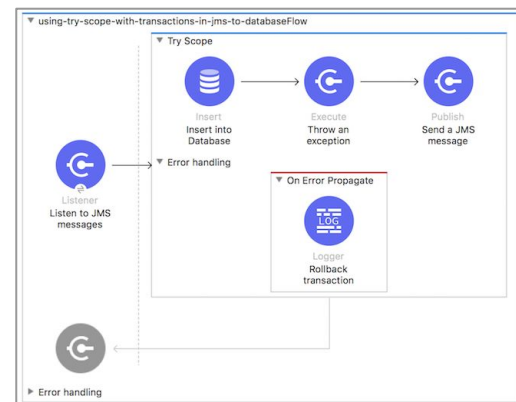 using-try-scope-with-transactions-in-jms-to-databaseFlow
Try Scope
Insert
Insert into
Database
Execute
Throw an
exception
Publish
Send a JMS
message
Listener
Listen to JMS
messages
Error handling
On Error Propagate
LOG
Logger
Rollback
transaction
Error handling